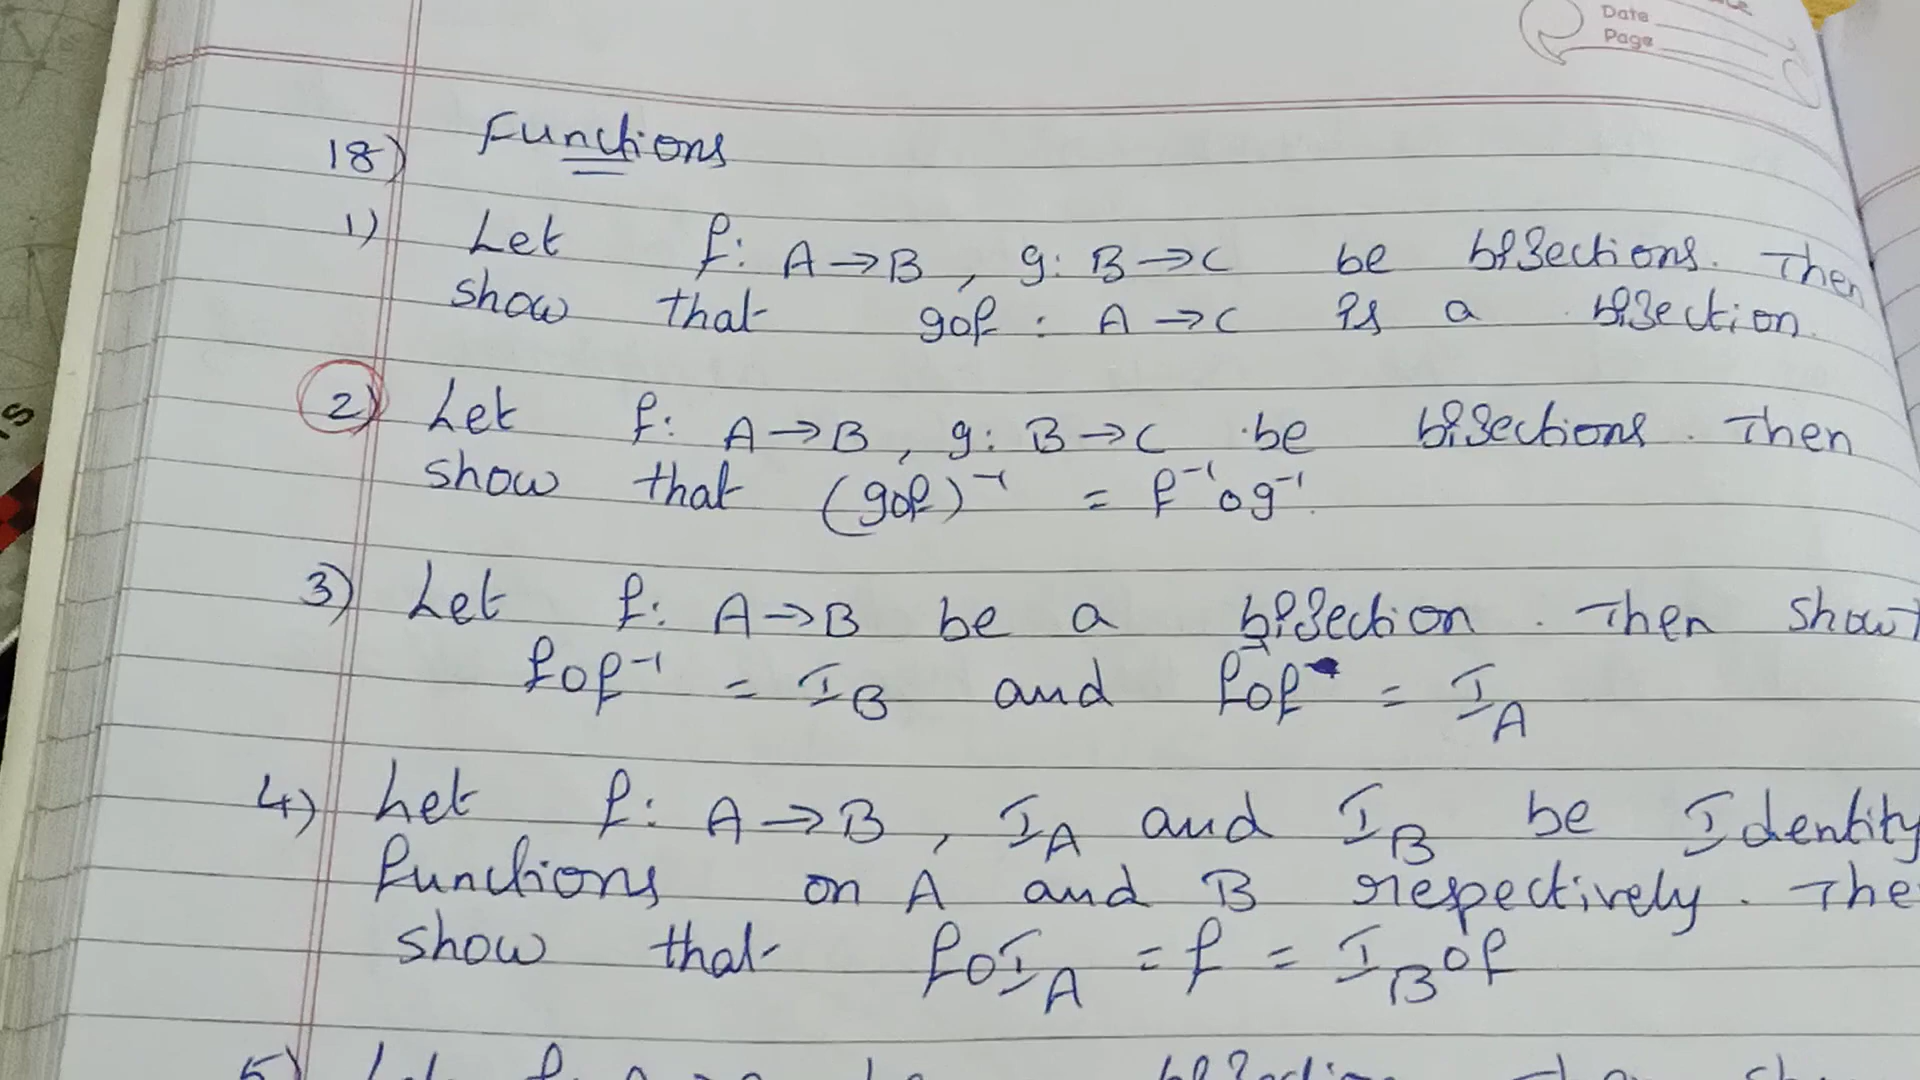 Date
Page
18) Functions
1) Let f: A→B, g: B→C be bijections. Then
show that gof : A→C is a bijection.
2) Let f: A→B, g: B→C be bijections. Then
show that (gof)⁻¹ = f⁻¹og⁻¹.
3) Let f: A→B be a bijection. Then show
fof⁻¹ = I_B and fof⁻ = I_A
4) Let f: A→B, I_A and I_B be Identity
functions on A and B respectively. The
show that foI_A = f = I_Bof
5) Let f